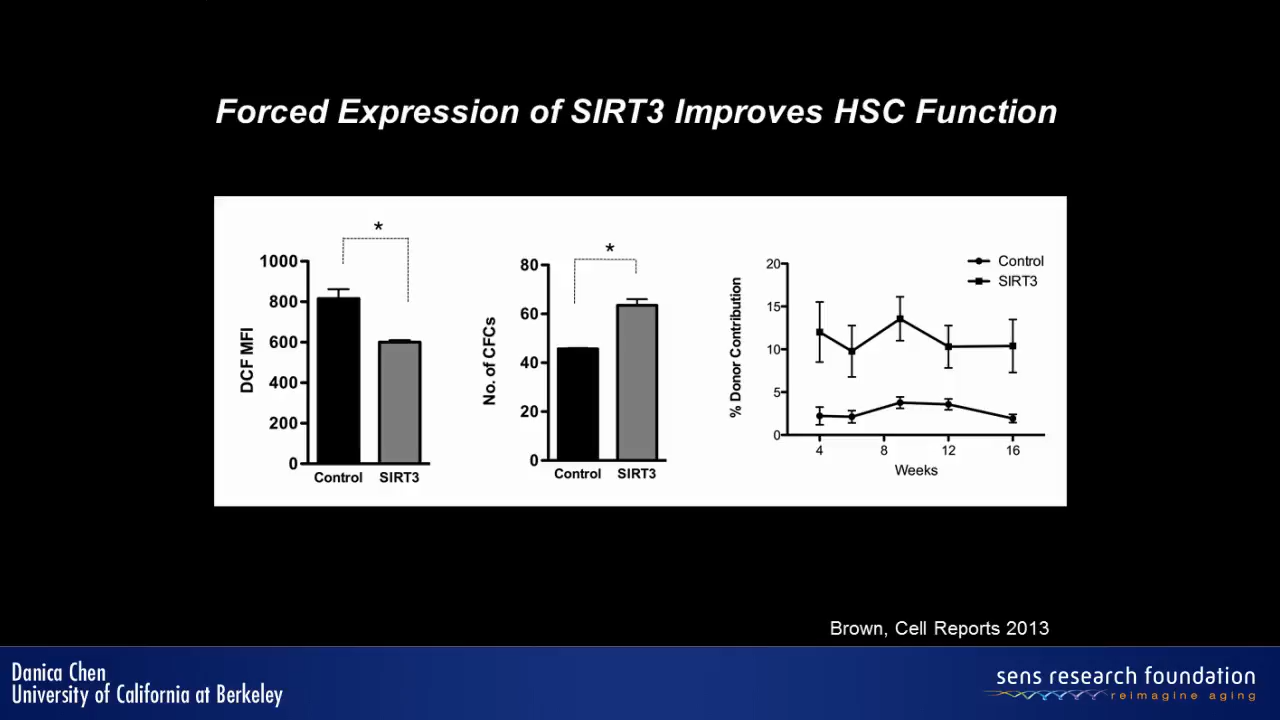 Forced Expression of SIRT3 Improves HSC Function
*
1000
800
600
400
200
0
DCF MFI
Control SIRT3
*
80
60
40
20
0
No. of CFCs
Control SIRT3
20
15
10
5
0
% Donor Contribution
Control
SIRT3
4 8 12 16
Weeks
Brown, Cell Reports 2013
Danica Chen
University of California at Berkeley
sens research foundation
reimagine aging